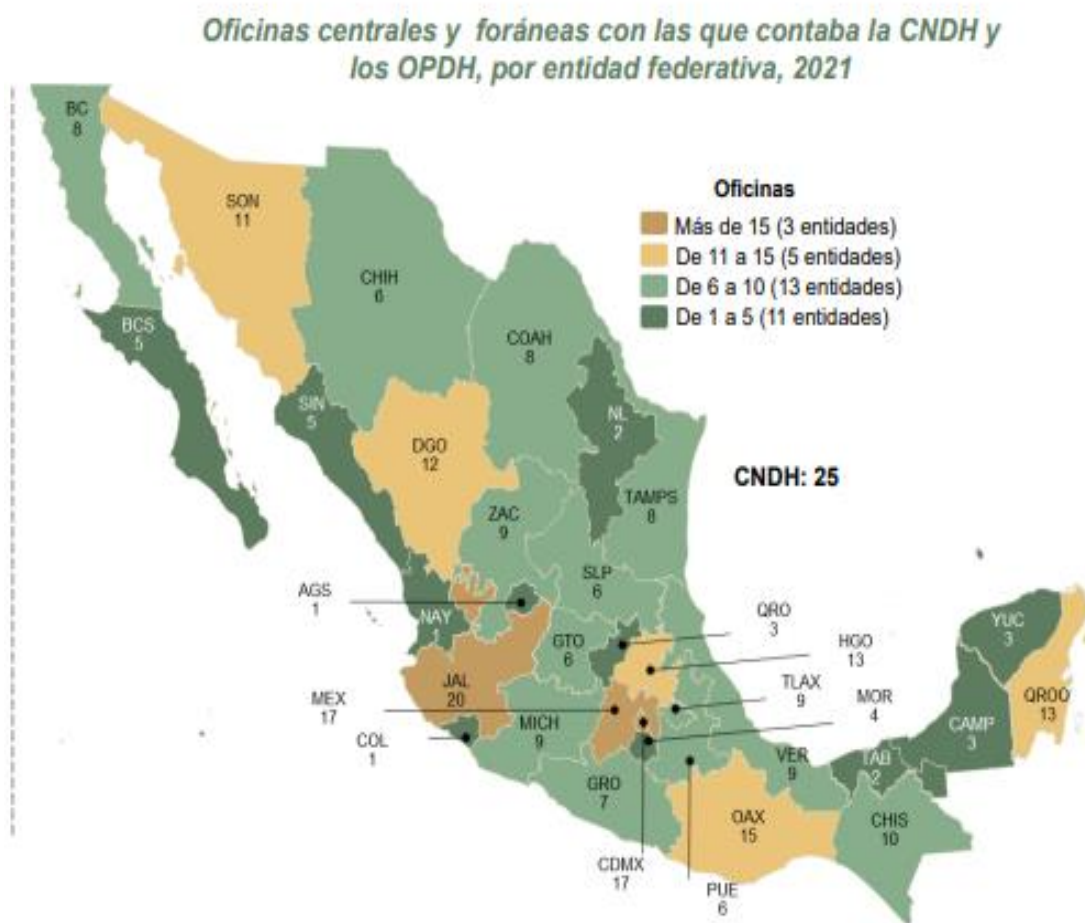 Oficinas centrales y foráneas con las que contaba la CNDH y
los OPDH, por entidad federativa, 2021
BC
8
SON
11
Oficinas
Más de 15 (3 entidades)
De 11 a 15 (5 entidades)
De 6 a 10 (13 entidades)
De 1 a 5 (11 entidades)
CHIH
6
BCS
5
COAH
8
SIN
5
NL
2
DGO
12
CNDH: 25
TAMPS
8
ZAC
9
SLP
6
AGS
1
NAY
1
QRO
3
YUC
3
GTO
6
HGO
13
JAL
20
MEX
17
TLAX
9
QROO
13
MOR
4
MICH
9
CAMP
3
COL
1
VER
9
TAB
2
GRO
7
OAX
15
CHIS
10
CDMX
17
PUE
6